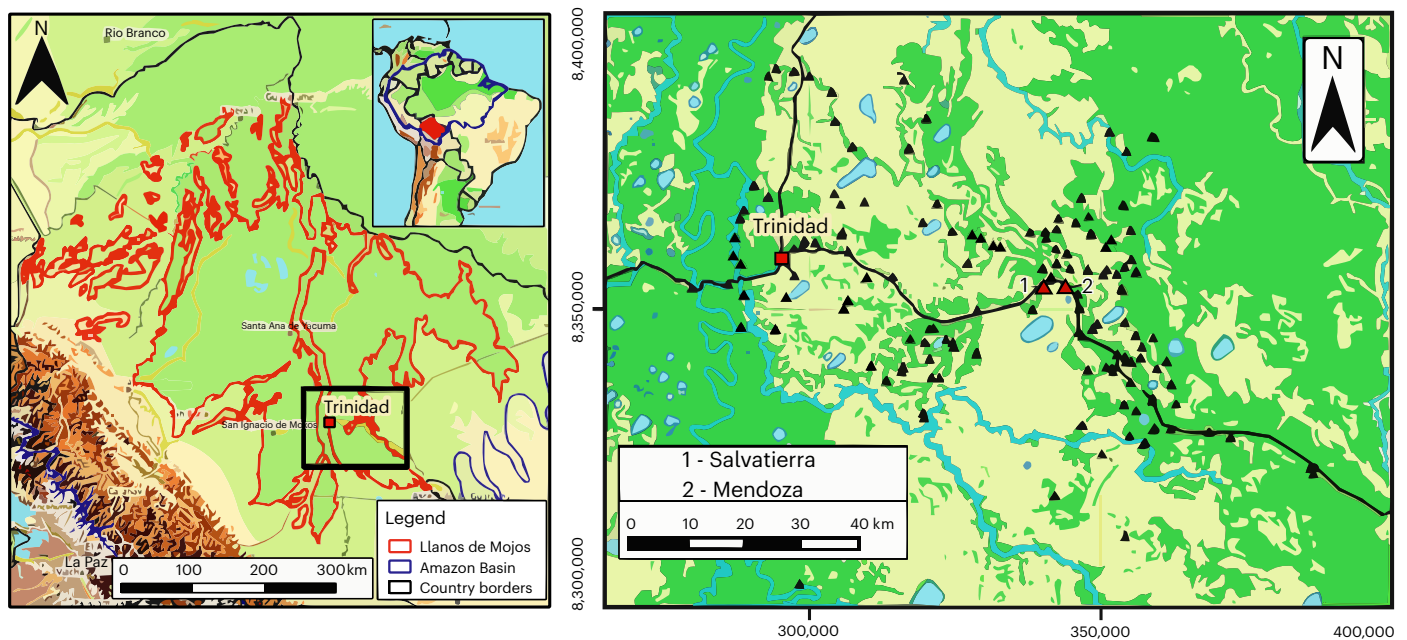 N
Rio Branco
Santa Ana de Yacuma
Trinidad
San Ignacio de Moxos
La Paz
0 100 200 300km
Legend
Llanos de Mojos
Amazon Basin
Country borders
8,400,000
8,350,000
8,300,000
N
Trinidad
1
2
1 - Salvatierra
2 - Mendoza
0 10 20 30 40 km
300,000
350,000
400,000